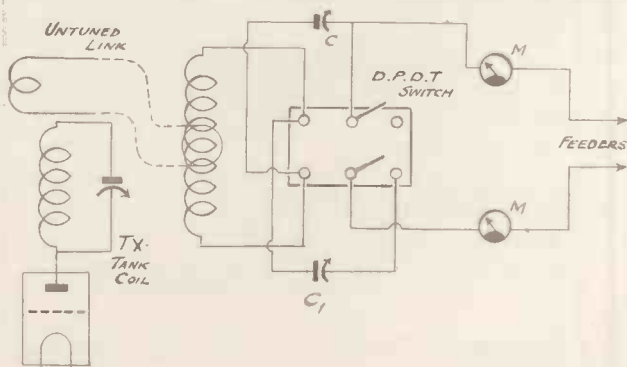 UNTUNED
LINK
C
M
D.P.D.T
SWITCH
FEEDERS
M
TX.
TANK
COIL
C1